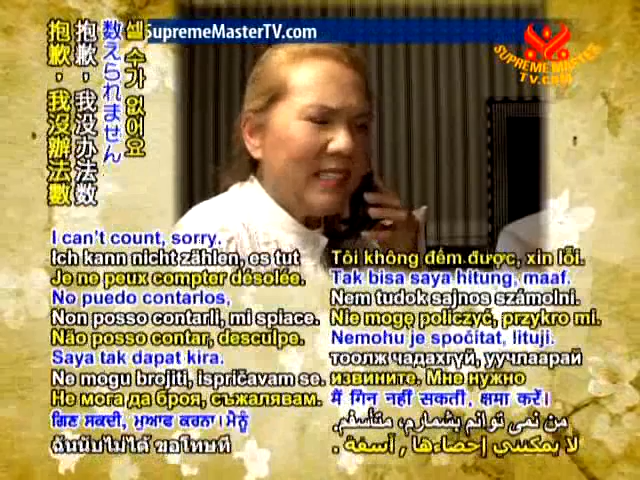 SupremeMasterTV.com
SUPREME MASTER
TV.COM
셀 수가 없어요
数えられません
抱歉，我没办法数
抱歉，我沒辦法數
I can't count, sorry.
Ich kann nicht zählen, es tut
Je ne peux compter désolée.
No puedo contarlos,
Non posso contarli, mi spiace.
Não posso contar, desculpe.
Saya tak dapat kira.
Ne mogu brojiti, ispričavam se.
Не мога да броя, съжалявам.
ਗਿਣ ਸਕਦੀ, ਮੁਆਫ ਕਰਨਾ। ਮੈਨੂੰ
ฉันนับไม่ได้ ขอโทษที
Tôi không đếm được, xin lỗi.
Tak bisa saya hitung, maaf.
Nem tudok sajnos számolni.
Nie mogę policzyć, przykro mi.
Nemohu je spočítat, lituji.
тоолж чадахгүй, уучлаарай
извините. Мне нужно
मैं गिन नहीं सकती, क्षमा करें।
من نمی توانم بشمارم، متأسفم.
لا يمكنني إحصاءها , آسفة .